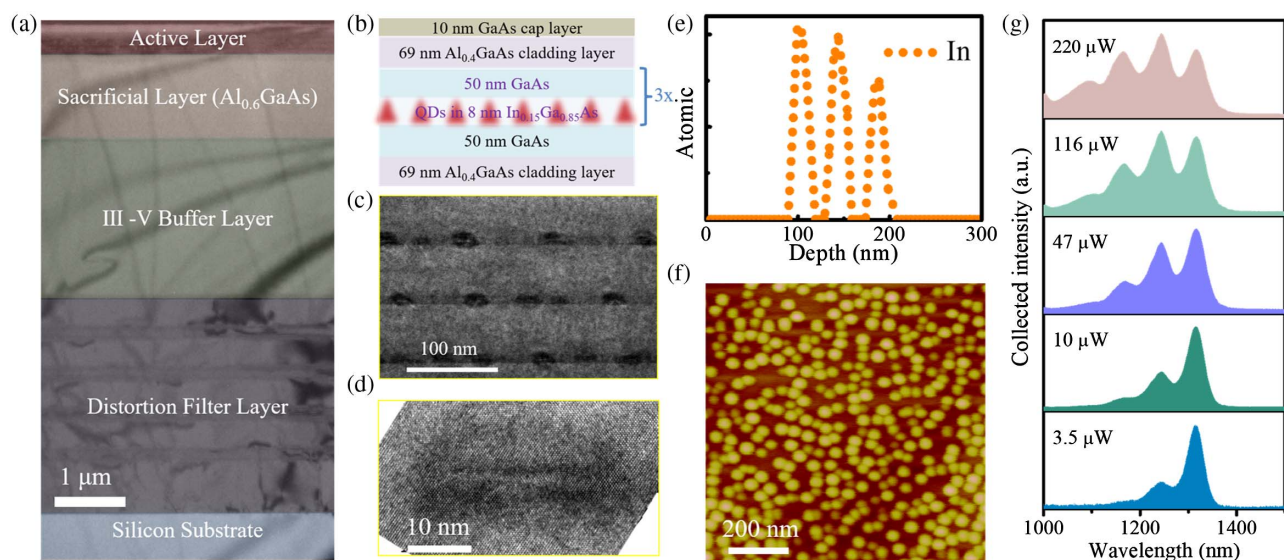 (a)
Active Layer
Sacrificial Layer (Al0.6GaAs)
III -V Buffer Layer
Distortion Filter Layer
1 μm
Silicon Substrate
(b)
10 nm GaAs cap layer
69 nm Al0.4GaAs cladding layer
50 nm GaAs
3x.
QDs in 8 nm In0.15Ga0.85As
50 nm GaAs
69 nm Al0.4GaAs cladding layer
(c)
100 nm
(d)
10 nm
(e)
In
Atomic
0 100 200 300
Depth (nm)
(f)
200 nm
(g)
220 μW
116 μW
47 μW
10 μW
3.5 μW
Collected intensity (a.u.)
1000 1200 1400
Wavelength (nm)